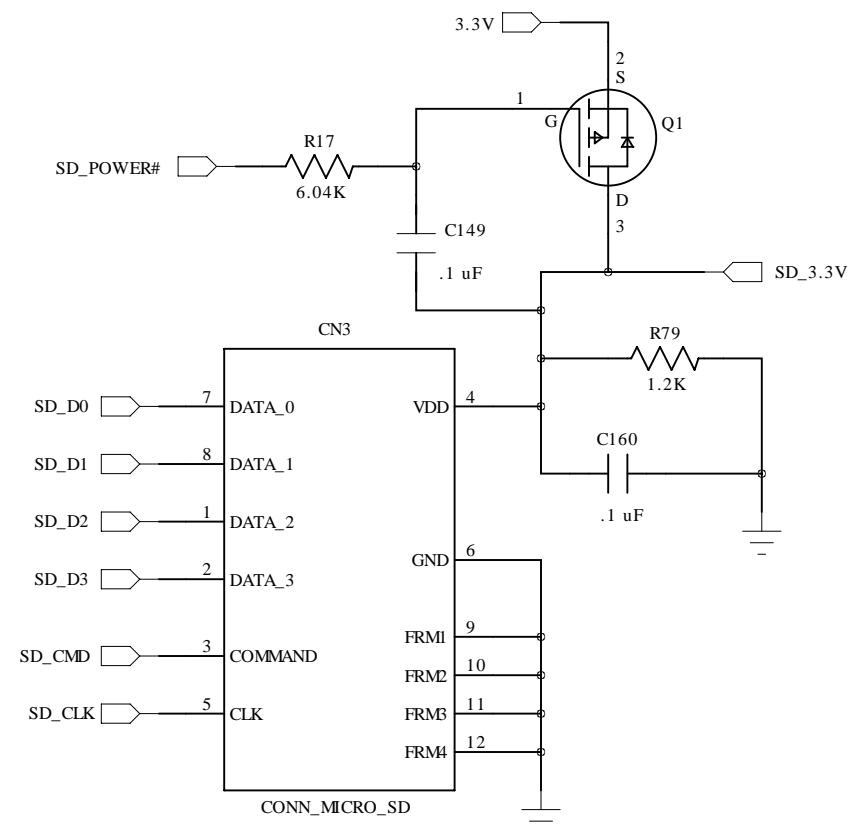 3.3V
2
S
1
G
Q1
R17
SD_POWER#
6.04K
D
3
C149
.1 uF
SD_3.3V
CN3
R79
1.2K
SD_D0
7
DATA_0
VDD
4
C160
.1 uF
SD_D1
8
DATA_1
SD_D2
1
DATA_2
GND
6
SD_D3
2
DATA_3
FRM1
9
SD_CMD
3
COMMAND
FRM2
10
SD_CLK
5
CLK
FRM3
11
FRM4
12
CONN_MICRO_SD